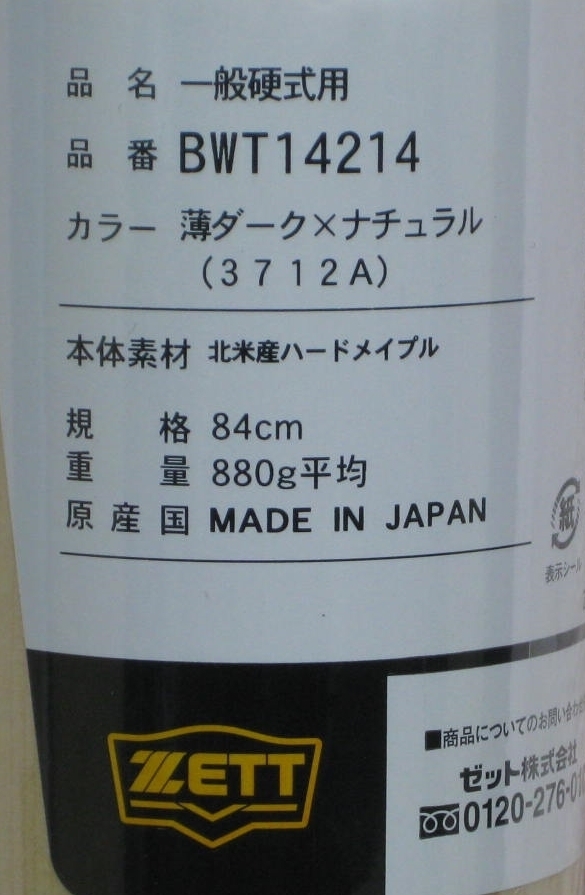 品名 一般硬式用
品番 BWT14214
カラー 薄ダーク×ナチュラル
(3712A)
本体素材 北米産ハードメイプル
規格 84cm
重量 880g平均
原産国 MADE IN JAPAN
紙
表示シール
ZETT
■商品についてのお問い合わ
ゼット株式会社
0120-276-0